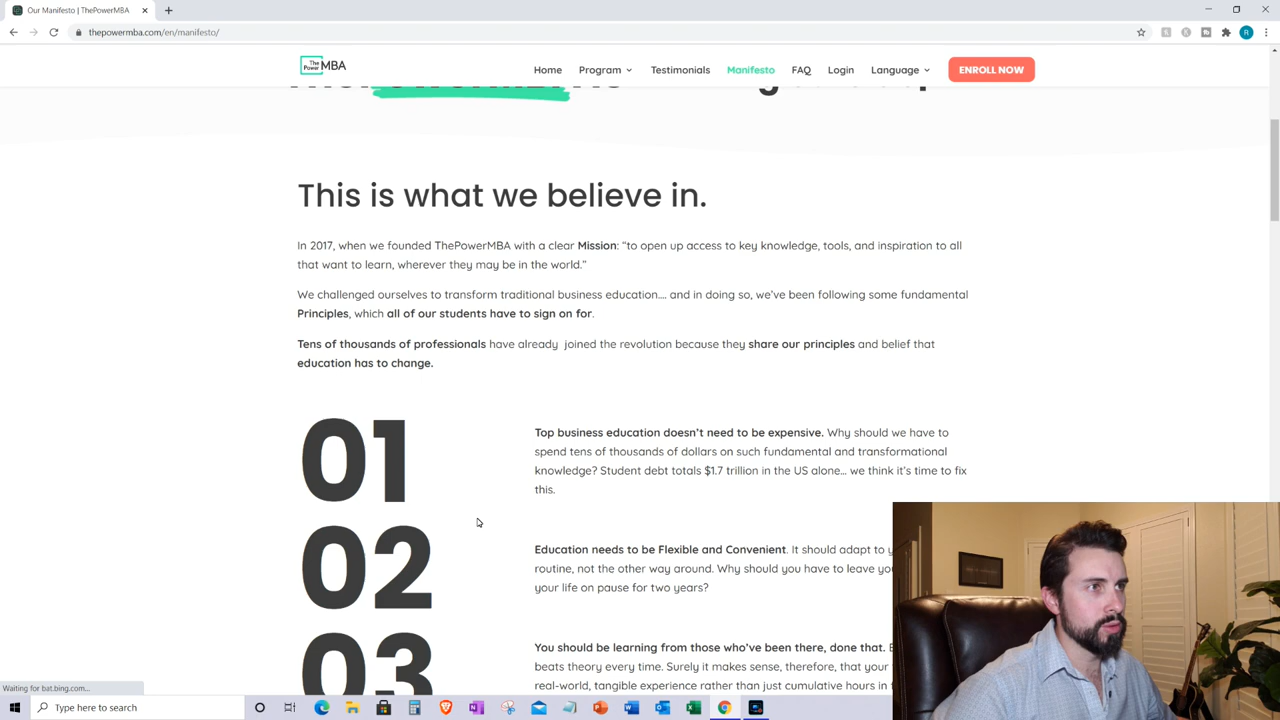 Our Manifesto | ThePowerMBA
thepowermba.com/en/manifesto/
R
The Power MBA
Home
Program
Testimonials
Manifesto
FAQ
Login
Language
ENROLL NOW
This is what we believe in.
In 2017, when we founded ThePowerMBA with a clear Mission: “to open up access to key knowledge, tools, and inspiration to all
that want to learn, wherever they may be in the world.”
We challenged ourselves to transform traditional business education.... and in doing so, we’ve been following some fundamental
Principles, which all of our students have to sign on for.
Tens of thousands of professionals have already joined the revolution because they share our principles and belief that
education has to change.
01
Top business education doesn’t need to be expensive. Why should we have to
spend tens of thousands of dollars on such fundamental and transformational
knowledge? Student debt totals $1.7 trillion in the US alone... we think it’s time to fix
this.
02
Education needs to be Flexible and Convenient. It should adapt to
routine, not the other way around. Why should you have to leave
your life on pause for two years?
03
You should be learning from those who’ve been there, done that.
beats theory every time. Surely it makes sense, therefore, that your
real-world, tangible experience rather than just cumulative hours in
Waiting for bat.bing.com...
Type here to search